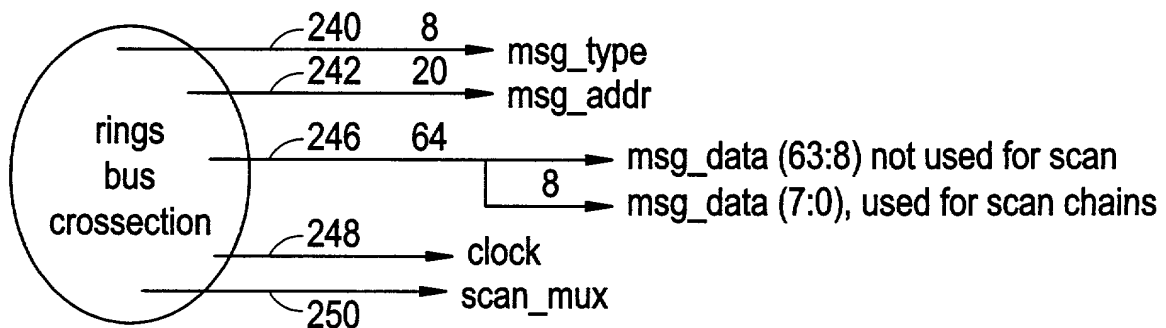 240 8 msg_type
242 20 msg_addr
rings
bus
crossection
246 64 msg_data (63:8) not used for scan
8 msg_data (7:0), used for scan chains
248 clock
250 scan_mux